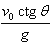 v₀ ctg θ
g